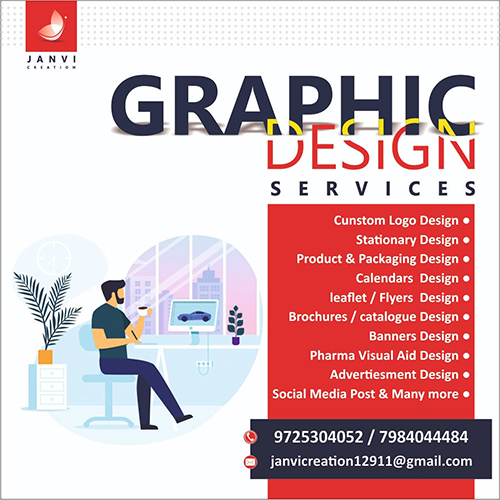 JANVI
CREATION
GRAPHIC
DESIGN
SERVICES
Cunstom Logo Design
Stationary Design
Product & Packaging Design
Calendars Design
leaflet / Flyers Design
Brochures / catalogue Design
Banners Design
Pharma Visual Aid Design
Advertiesment Design
Social Media Post & Many more
9725304052 / 7984044484
janvicreation12911@gmail.com